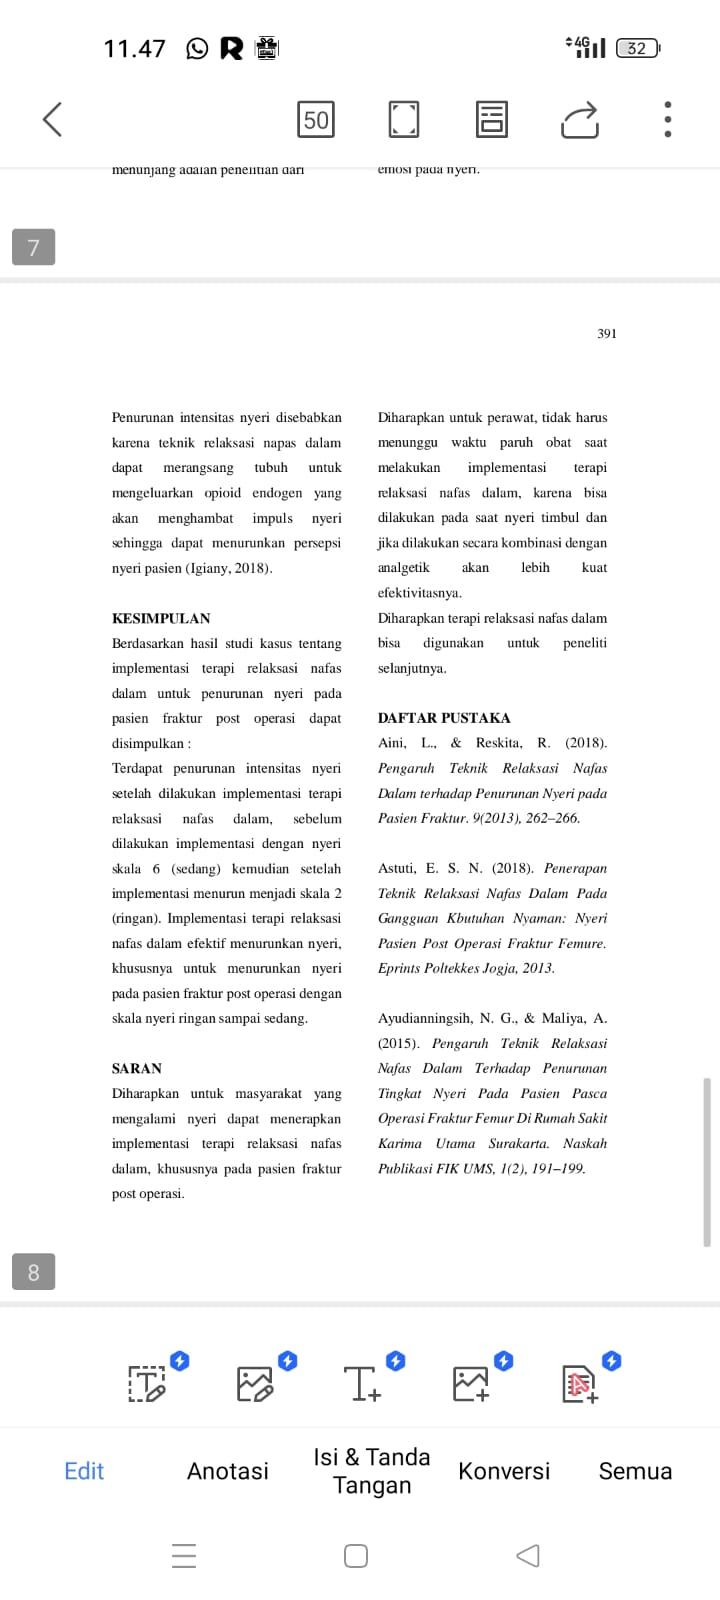 11.47
4G
32
50
menunjang adalah penelitian dari
emosi pada nyeri.
7
391
Penurunan intensitas nyeri disebabkan
karena teknik relaksasi napas dalam
dapat merangsang tubuh untuk
mengeluarkan opioid endogen yang
akan menghambat impuls nyeri
sehingga dapat menurunkan persepsi
nyeri pasien (Igiany, 2018).
KESIMPULAN
Berdasarkan hasil studi kasus tentang
implementasi terapi relaksasi nafas
dalam untuk penurunan nyeri pada
pasien fraktur post operasi dapat
disimpulkan :
Terdapat penurunan intensitas nyeri
setelah dilakukan implementasi terapi
relaksasi nafas dalam, sebelum
dilakukan implementasi dengan nyeri
skala 6 (sedang) kemudian setelah
implementasi menurun menjadi skala 2
(ringan). Implementasi terapi relaksasi
nafas dalam efektif menurunkan nyeri,
khususnya untuk menurunkan nyeri
pada pasien fraktur post operasi dengan
skala nyeri ringan sampai sedang.
SARAN
Diharapkan untuk masyarakat yang
mengalami nyeri dapat menerapkan
implementasi terapi relaksasi nafas
dalam, khususnya pada pasien fraktur
post operasi.
Diharapkan untuk perawat, tidak harus
menunggu waktu paruh obat saat
melakukan implementasi terapi
relaksasi nafas dalam, karena bisa
dilakukan pada saat nyeri timbul dan
jika dilakukan secara kombinasi dengan
analgetik akan lebih kuat
efektivitasnya.
Diharapkan terapi relaksasi nafas dalam
bisa digunakan untuk peneliti
selanjutnya.
DAFTAR PUSTAKA
Aini, L., & Reskita, R. (2018).
Pengaruh Teknik Relaksasi Nafas
Dalam terhadap Penurunan Nyeri pada
Pasien Fraktur. 9(2013), 262–266.
Astuti, E. S. N. (2018). Penerapan
Teknik Relaksasi Nafas Dalam Pada
Gangguan Kbutuhan Nyaman: Nyeri
Pasien Post Operasi Fraktur Femure.
Eprints Poltekkes Jogja, 2013.
Ayudianningsih, N. G., & Maliya, A.
(2015). Pengaruh Teknik Relaksasi
Nafas Dalam Terhadap Penurunan
Tingkat Nyeri Pada Pasien Pasca
Operasi Fraktur Femur Di Rumah Sakit
Karima Utama Surakarta. Naskah
Publikasi FIK UMS, 1(2), 191–199.
8
Edit
Anotasi
Isi & Tanda
Tangan
Konversi
Semua